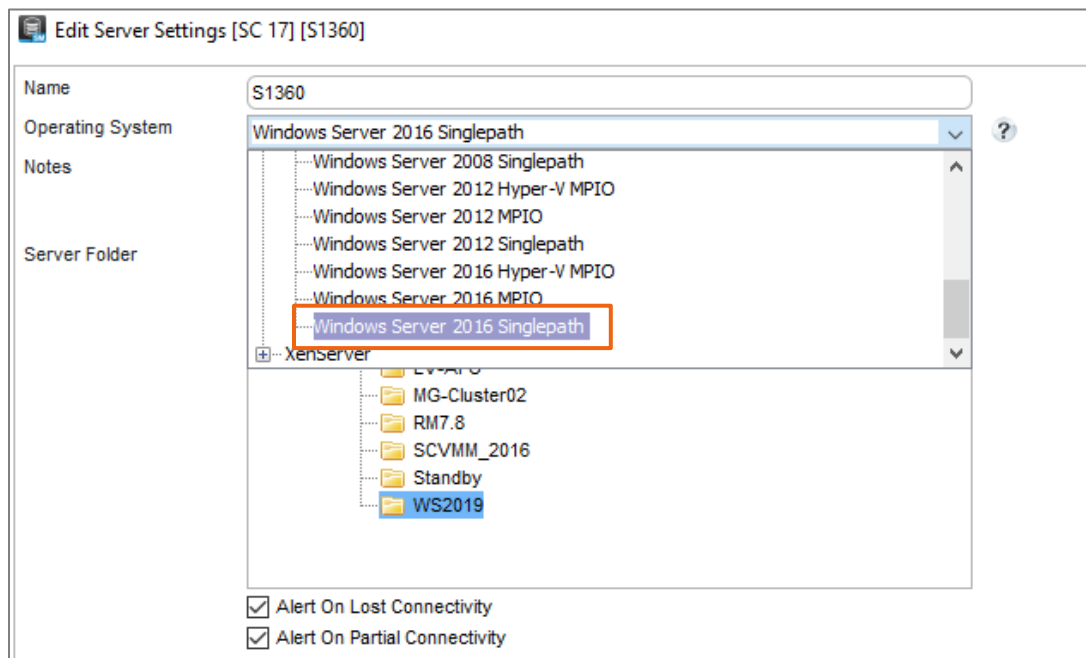 Edit Server Settings [SC 17] [S1360]
Name
S1360
Operating System
Windows Server 2016 Singlepath
?
Notes
Windows Server 2008 Singlepath
Windows Server 2012 Hyper-V MPIO
Windows Server 2012 MPIO
Windows Server 2012 Singlepath
Server Folder
Windows Server 2016 Hyper-V MPIO
Windows Server 2016 MPIO
Windows Server 2016 Singlepath
XenServer
MG-Cluster02
RM7.8
SCVMM_2016
Standby
WS2019
Alert On Lost Connectivity
Alert On Partial Connectivity